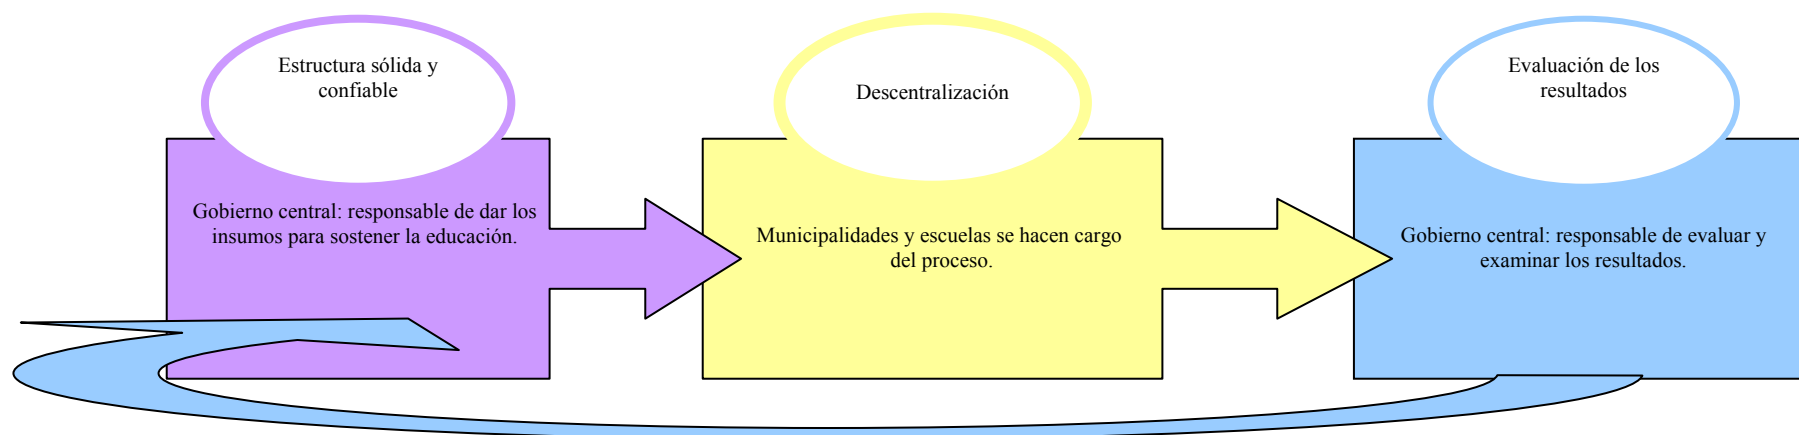 Estructura sólida y
confiable
Descentralización
Evaluación de los
resultados
Gobierno central: responsable de dar los
insumos para sostener la educación.
Municipalidades y escuelas se hacen cargo
del proceso.
Gobierno central: responsable de evaluar y
examinar los resultados.